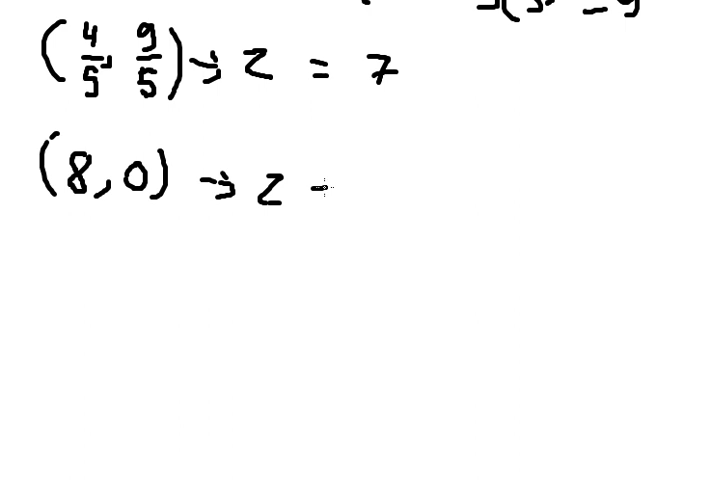 (4/5, 9/5) → z = 7
(8, 0) → z -